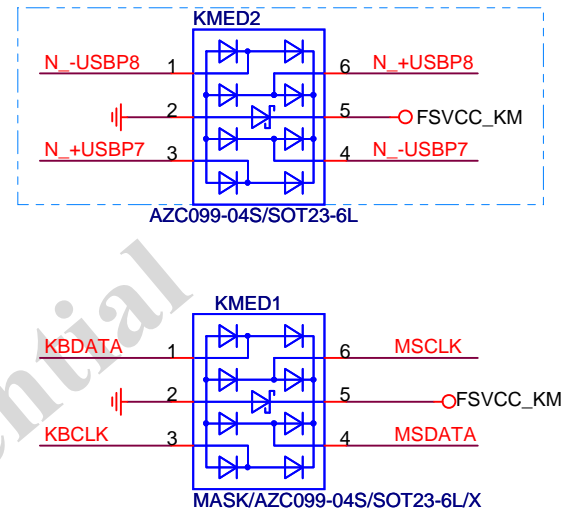 KMED2
N_-USBP8 1 6 N_+USBP8
2 5 FSVCC_KM
N_+USBP7 3 4 N_-USBP7
AZC099-04S/SOT23-6L
KMED1
KBDATA 1 6 MSCLK
2 5 FSVCC_KM
KBCLK 3 4 MSDATA
MASK/AZC099-04S/SOT23-6L/X
ential